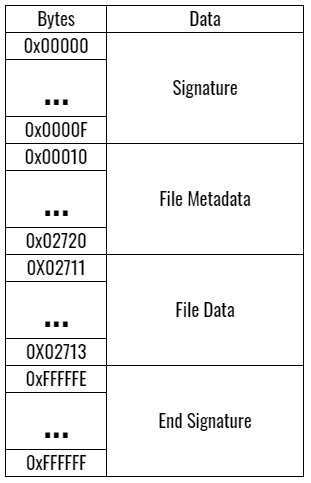 Bytes Data
0x00000
Signature
...
0x0000F
0x00010
File Metadata
...
0x02720
0X02711
File Data
...
0X02713
0xFFFFFE
End Signature
...
0xFFFFFF